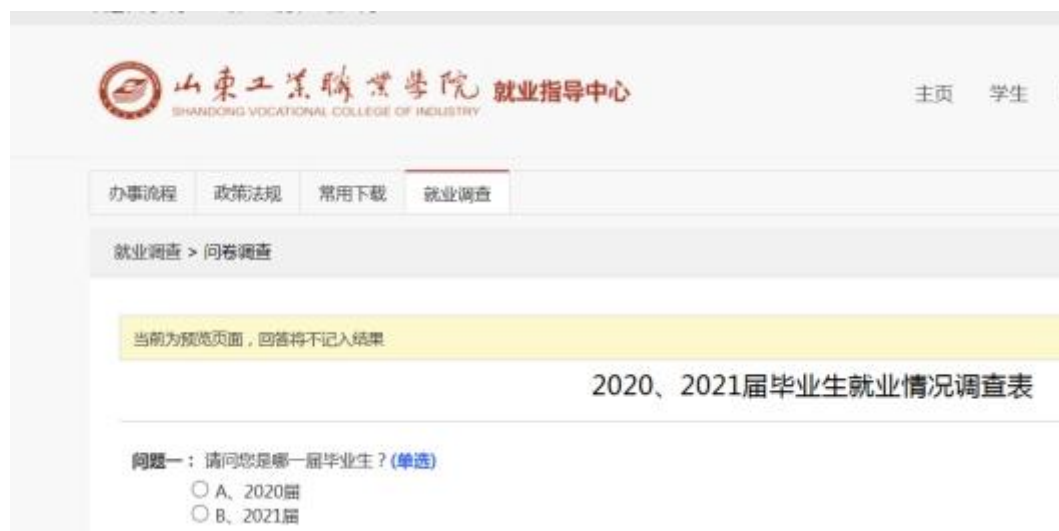 山东工业职业学院 就业指导中心
SHANDONG VOCATIONAL COLLEGE OF INDUSTRY
主页 学生
办事流程 政策法规 常用下载 就业调查
就业调查 > 问卷调查
当前为预览页面，回答将不记入结果
2020、2021届毕业生就业情况调查表
问题一： 请问您是哪一届毕业生？(单选)
A、2020届
B、2021届